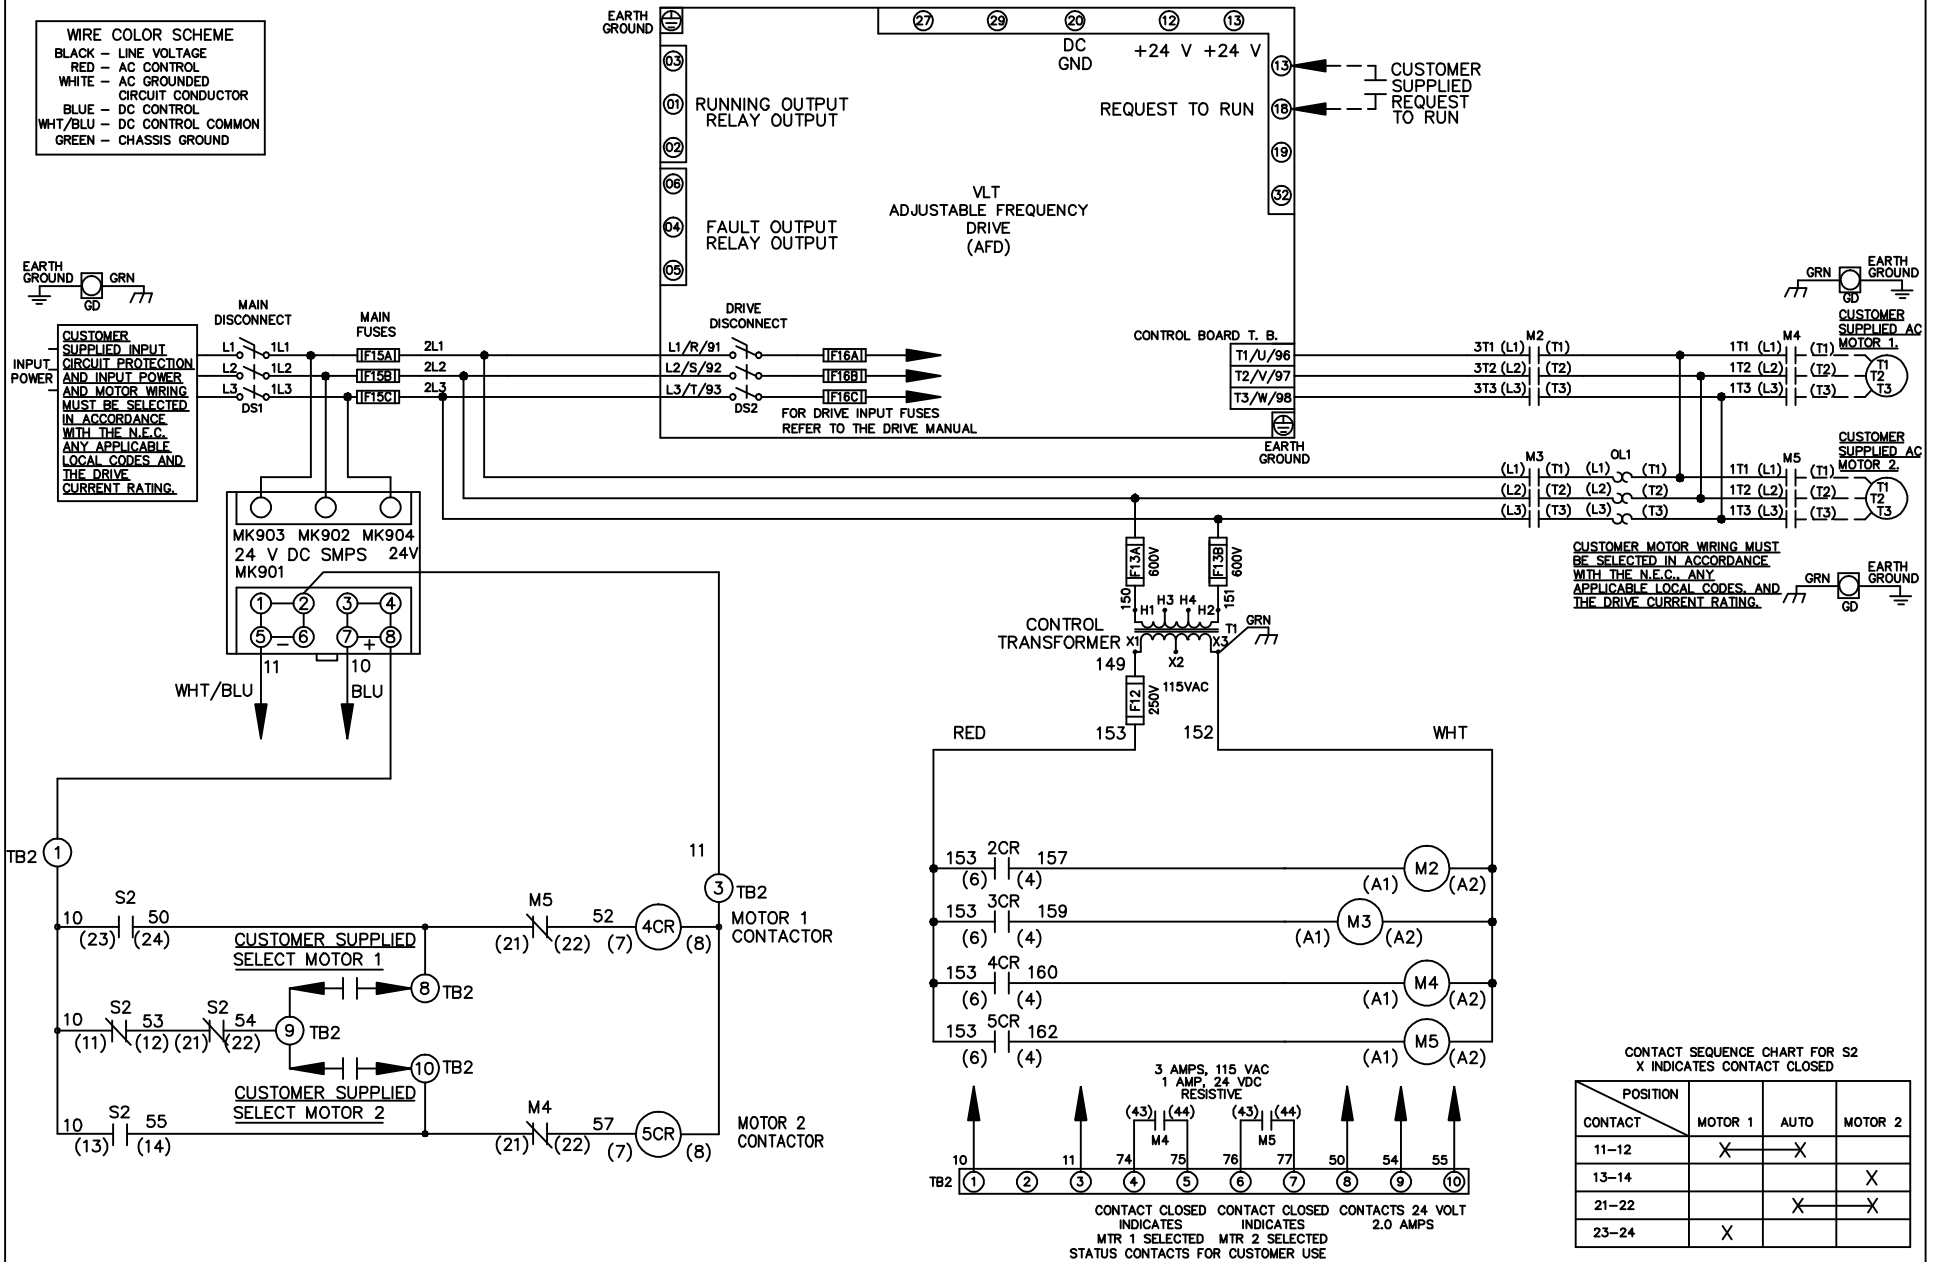 WIRE COLOR SCHEME
BLACK – LINE VOLTAGE
RED – AC CONTROL
WHITE – AC GROUNDED
CIRCUIT CONDUCTOR
BLUE – DC CONTROL
WHT/BLU – DC CONTROL COMMON
GREEN – CHASSIS GROUND
EARTH
GROUND
27 29 20 12 13
DC
GND
+24 V +24 V
03
01
02
RUNNING OUTPUT
RELAY OUTPUT
06
04
05
FAULT OUTPUT
RELAY OUTPUT
13
18
19
32
REQUEST TO RUN
CUSTOMER
SUPPLIED
REQUEST
TO RUN
VLT
ADJUSTABLE FREQUENCY
DRIVE
(AFD)
EARTH
GROUND
GRN
GD
INPUT
POWER
CUSTOMER
SUPPLIED INPUT
CIRCUIT PROTECTION
AND INPUT POWER
AND MOTOR WIRING
MUST BE SELECTED
IN ACCORDANCE
WITH THE N.E.C.
ANY APPLICABLE
LOCAL CODES AND
THE DRIVE
CURRENT RATING.
MAIN
DISCONNECT
L1 1L1
L2 1L2
L3 1L3
DS1
MAIN
FUSES
F15A 2L1
F15B 2L2
F15C 2L3
DRIVE
DISCONNECT
L1/R/91 F16A
L2/S/92 F16B
L3/T/93 F16C
DS2
FOR DRIVE INPUT FUSES
REFER TO THE DRIVE MANUAL
CONTROL BOARD T. B.
T1/U/96
T2/V/97
T3/W/98
EARTH
GROUND
M2
3T1 (L1) (T1)
3T2 (L2) (T2)
3T3 (L3) (T3)
M4
1T1 (L1) (T1)
1T2 (L2) (T2)
1T3 (L3) (T3)
GRN
EARTH
GROUND
GD
CUSTOMER
SUPPLIED AC
MOTOR 1.
T1
T2
T3
M3 OL1
(L1) (T1) (L1) (T1)
(L2) (T2) (L2) (T2)
(L3) (T3) (L3) (T3)
M5
1T1 (L1) (T1)
1T2 (L2) (T2)
1T3 (L3) (T3)
CUSTOMER
SUPPLIED AC
MOTOR 2.
T1
T2
T3
CUSTOMER MOTOR WIRING MUST
BE SELECTED IN ACCORDANCE
WITH THE N.E.C., ANY
APPLICABLE LOCAL CODES, AND
THE DRIVE CURRENT RATING.
GRN
EARTH
GROUND
GD
MK903 MK902 MK904
24 V DC SMPS 24V
MK901
1 2 3 4
5 – 6 7 + 8
11 10
WHT/BLU BLU
F13A 600V F13B 600V
150 151
H1 H3 H4 H2
CONTROL
TRANSFORMER
T1
X1 X2 X3
GRN
149
115VAC
F12 250V
153 152
RED WHT
TB2 1
11
3 TB2
S2
10 50
(23) (24)
M5
(21) (22)
52
(7) 4CR (8)
MOTOR 1
CONTACTOR
CUSTOMER SUPPLIED
SELECT MOTOR 1
8 TB2
S2 S2
10 53 54
(11) (12) (21) (22)
9 TB2
10 TB2
CUSTOMER SUPPLIED
SELECT MOTOR 2
S2
10 55
(13) (14)
M4
(21) (22)
57
(7) 5CR (8)
MOTOR 2
CONTACTOR
153 2CR 157
(6) (4)
(A1) M2 (A2)
153 3CR 159
(6) (4)
(A1) M3 (A2)
153 4CR 160
(6) (4)
(A1) M4 (A2)
153 5CR 162
(6) (4)
(A1) M5 (A2)
3 AMPS, 115 VAC
1 AMP, 24 VDC
RESISTIVE
(43) (44) (43) (44)
M4 M5
10 11 74 75 76 77 50 54 55
TB2 1 2 3 4 5 6 7 8 9 10
CONTACT CLOSED
INDICATES
MTR 1 SELECTED
CONTACT CLOSED
INDICATES
MTR 2 SELECTED
STATUS CONTACTS FOR CUSTOMER USE
CONTACTS 24 VOLT
2.0 AMPS
CONTACT SEQUENCE CHART FOR S2
X INDICATES CONTACT CLOSED
POSITION
CONTACT MOTOR 1 AUTO MOTOR 2
11–12 X X
13–14 X
21–22 X X
23–24 X